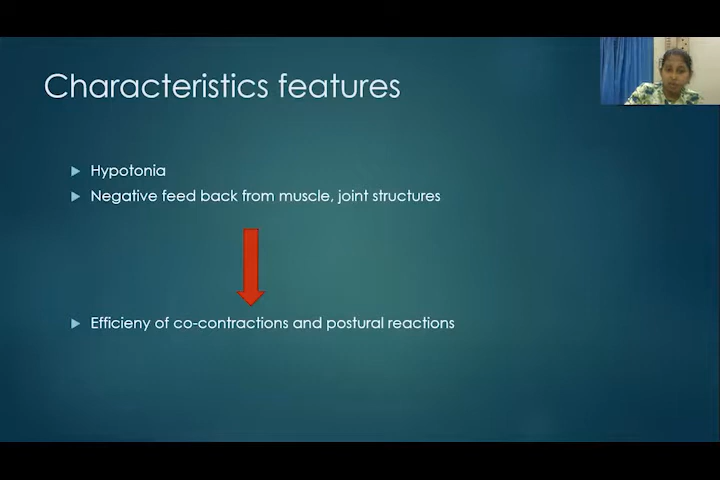 Characteristics features
Hypotonia
Negative feed back from muscle, joint structures
Efficieny of co-contractions and postural reactions